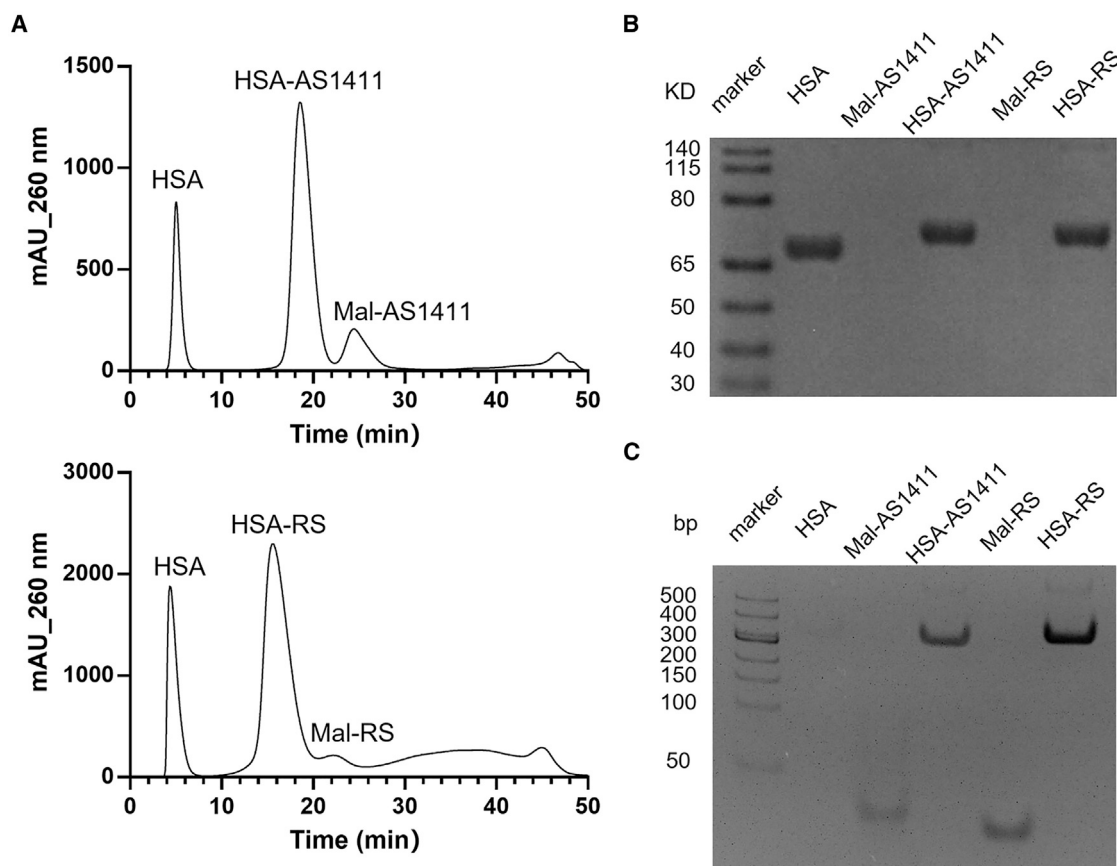 A
1500
1000
500
0
mAU_260 nm
HSA
HSA-AS1411
Mal-AS1411
0 10 20 30 40 50
Time (min)
3000
2000
1000
0
mAU_260 nm
HSA
HSA-RS
Mal-RS
0 10 20 30 40 50
Time (min)
B
KD
marker
HSA
Mal-AS1411
HSA-AS1411
Mal-RS
HSA-RS
140
115
80
65
50
40
30
C
bp
marker
HSA
Mal-AS1411
HSA-AS1411
Mal-RS
HSA-RS
500
400
300
200
150
100
50